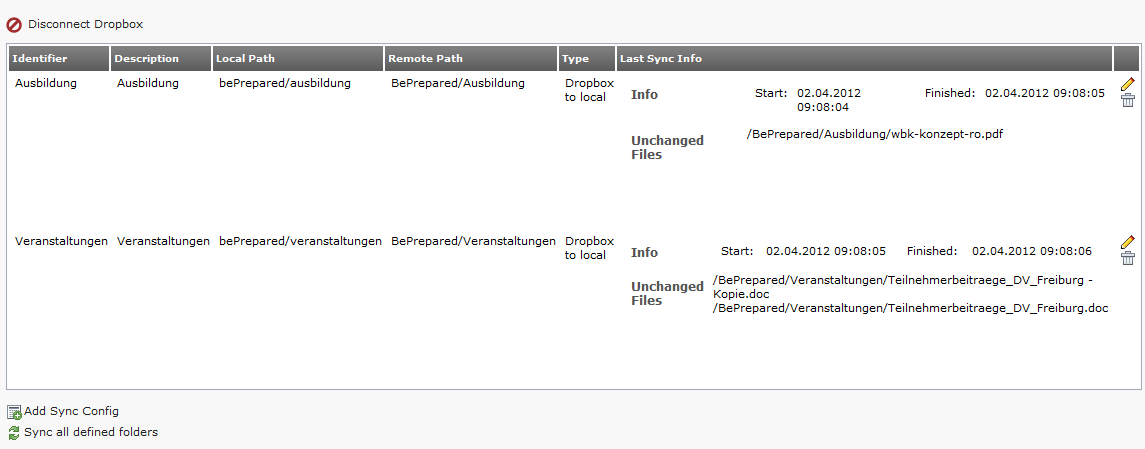 Disconnect Dropbox
Identifier Description Local Path Remote Path Type Last Sync Info
Ausbildung Ausbildung bePrepared/ausbildung BePrepared/Ausbildung Dropbox to local
Info Start: 02.04.2012 09:08:04 Finished: 02.04.2012 09:08:05
Unchanged Files /BePrepared/Ausbildung/wbk-konzept-ro.pdf
Veranstaltungen Veranstaltungen bePrepared/veranstaltungen BePrepared/Veranstaltungen Dropbox to local
Info Start: 02.04.2012 09:08:05 Finished: 02.04.2012 09:08:06
Unchanged Files /BePrepared/Veranstaltungen/Teilnehmerbeitraege_DV_Freiburg - Kopie.doc
/BePrepared/Veranstaltungen/Teilnehmerbeitraege_DV_Freiburg.doc
Add Sync Config
Sync all defined folders